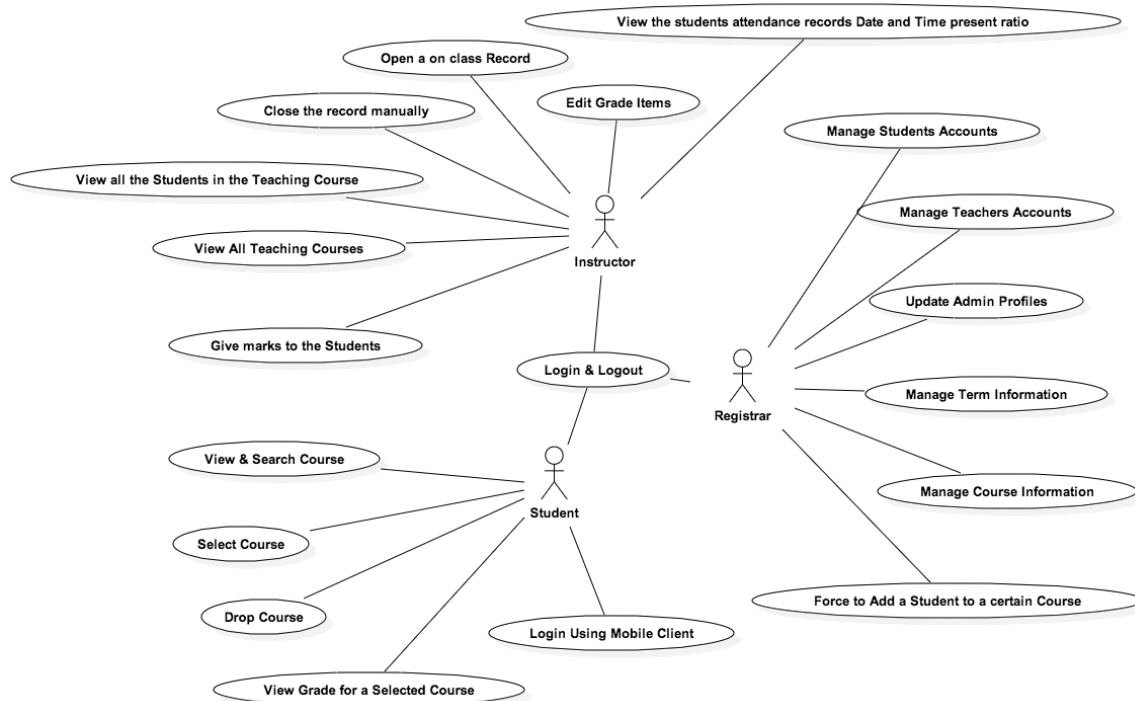 View the students attendance records Date and Time present ratio
Open a on class Record
Edit Grade Items
Close the record manually
Manage Students Accounts
View all the Students in the Teaching Course
Manage Teachers Accounts
View All Teaching Courses
Instructor
Update Admin Profiles
Give marks to the Students
Login & Logout
Manage Term Information
Registrar
View & Search Course
Manage Course Information
Student
Select Course
Force to Add a Student to a certain Course
Drop Course
Login Using Mobile Client
View Grade for a Selected Course